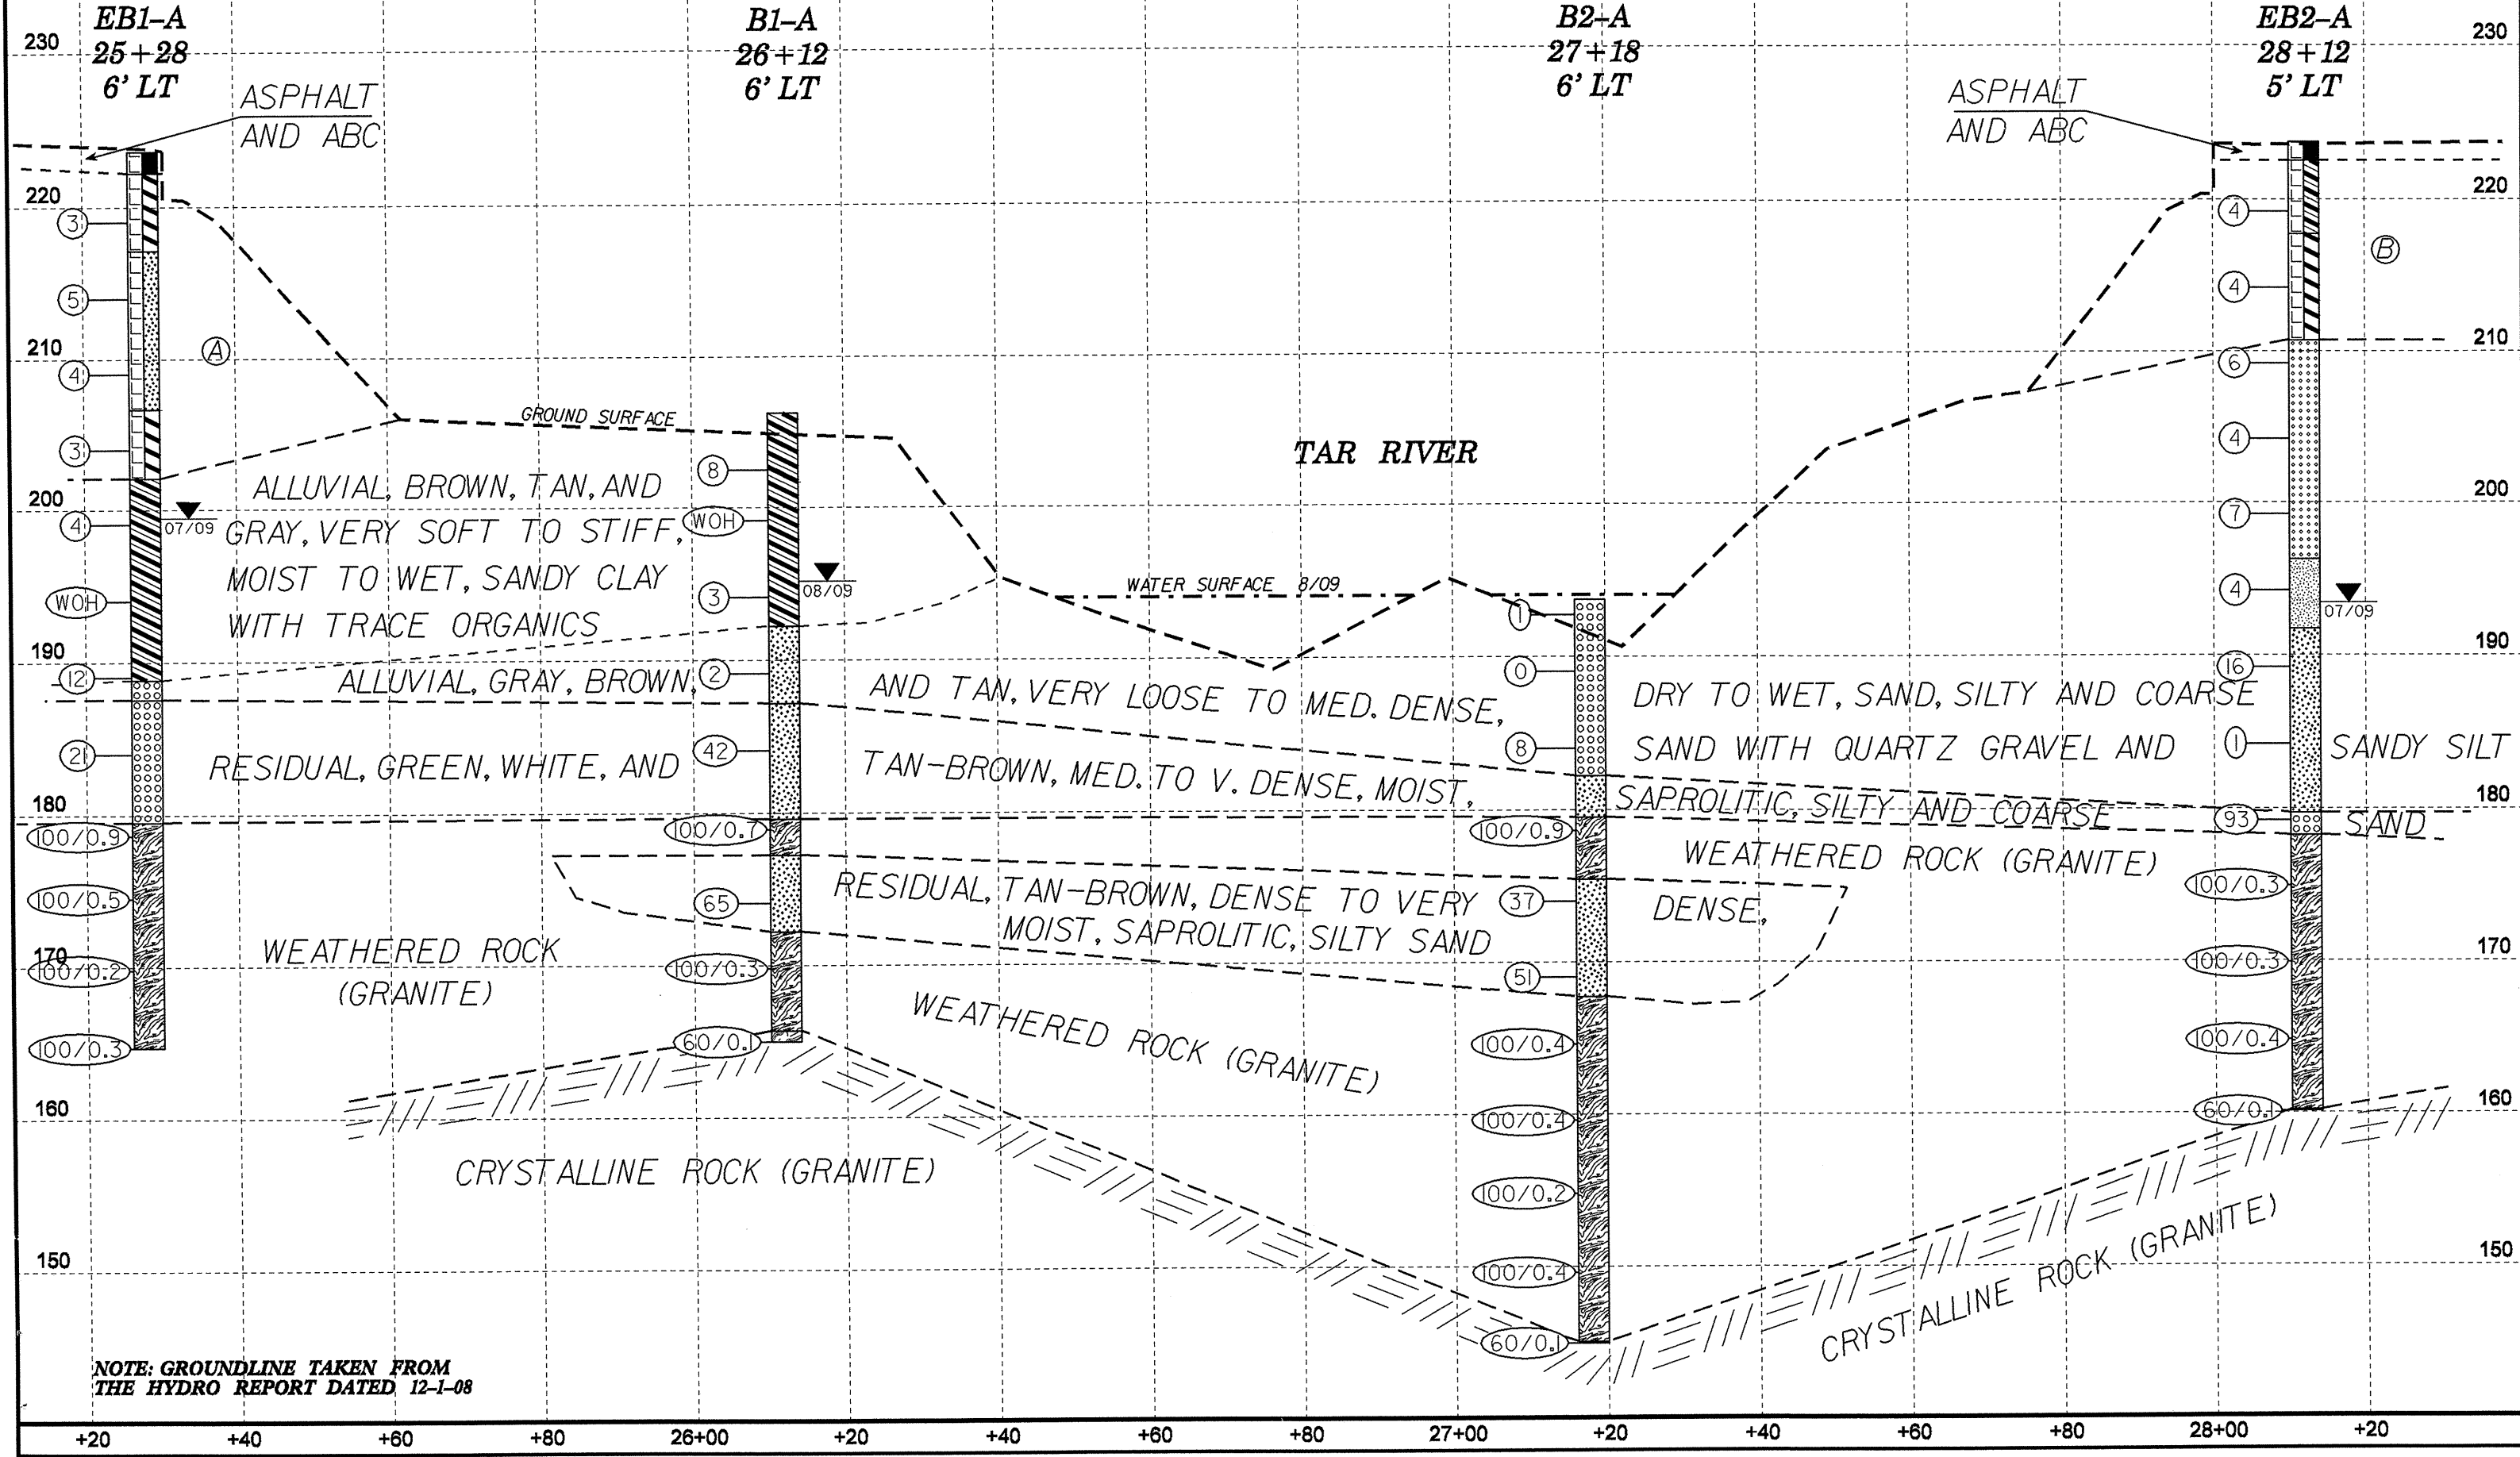 EB1-A
25+28
6' LT
B1-A
26+12
6' LT
B2-A
27+18
6' LT
EB2-A
28+12
5' LT
230
230
ASPHALT
AND ABC
ASPHALT
AND ABC
220
220
3
4
B
5
4
A
210
210
4
6
GROUND SURFACE
3
4
TAR RIVER
8
ALLUVIAL, BROWN, TAN, AND
200
200
GRAY, VERY SOFT TO STIFF,
4
07/09
WOH
7
MOIST TO WET, SANDY CLAY
WATER SURFACE 8/09
WOH
3
08/09
4
07/09
WITH TRACE ORGANICS
1
190
190
12
ALLUVIAL, GRAY, BROWN,
2
AND TAN, VERY LOOSE TO MED. DENSE,
0
DRY TO WET, SAND, SILTY AND COARSE
16
21
RESIDUAL, GREEN, WHITE, AND
42
TAN-BROWN, MED. TO V. DENSE, MOIST,
8
SAND WITH QUARTZ GRAVEL AND
1
SANDY SILT
180
180
SAPROLITIC, SILTY AND COARSE
93
SAND
100/0.9
100/0.7
100/0.9
WEATHERED ROCK (GRANITE)
100/0.5
65
RESIDUAL, TAN-BROWN, DENSE TO VERY
37
DENSE,
100/0.3
MOIST, SAPROLITIC, SILTY SAND
WEATHERED ROCK
(GRANITE)
170
170
100/0.2
100/0.3
51
100/0.3
WEATHERED ROCK (GRANITE)
100/0.3
60/0.1
100/0.4
100/0.4
160
160
100/0.4
60/0.1
CRYSTALLINE ROCK (GRANITE)
100/0.2
150
150
100/0.4
CRYSTALLINE ROCK (GRANITE)
60/0.1
NOTE: GROUNDLINE TAKEN FROM
THE HYDRO REPORT DATED 12-1-08
+20 +40 +60 +80 26+00 +20 +40 +60 +80 27+00 +20 +40 +60 +80 28+00 +20